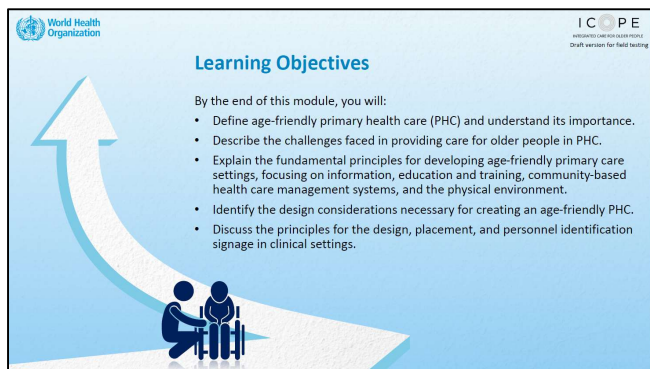 World Health
Organization
ICOPE
INTEGRATED CARE FOR OLDER PEOPLE
Draft version for field testing
Learning Objectives
By the end of this module, you will:
• Define age-friendly primary health care (PHC) and understand its importance.
• Describe the challenges faced in providing care for older people in PHC.
• Explain the fundamental principles for developing age-friendly primary care
settings, focusing on information, education and training, community-based
health care management systems, and the physical environment.
• Identify the design considerations necessary for creating an age-friendly PHC.
• Discuss the principles for the design, placement, and personnel identification
signage in clinical settings.